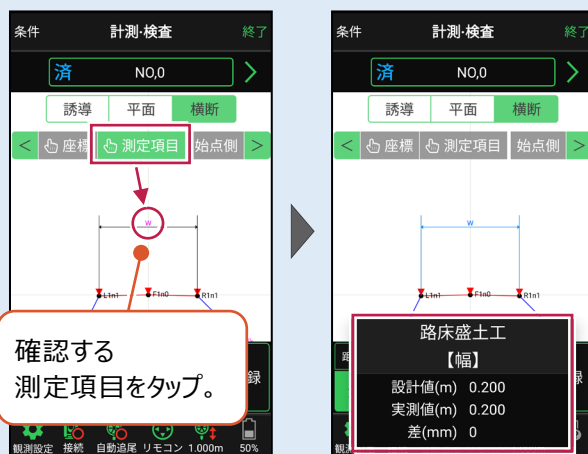 条件 計測·検査 終了
済 NO,0
誘導 平面 横断
< 座標 測定項目 始点側 >
W
L1n1 F1n0 R1n1
確認する
測定項目をタップ。
録
観測設定 接続 自動追尾 リモコン 1.000m 50%
条件 計測·検査 終了
済 NO,0
誘導 平面 横断
< 座標 測定項目 始点側 >
W
L1n1 F1n0 R1n1
路床盛土工
【幅】
設計値(m) 0.200
実測値(m) 0.200
差(mm) 0